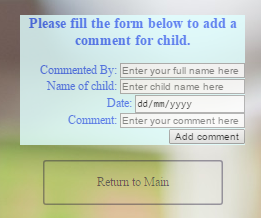 Please fill the form below to add a
comment for child.
Commented By: Enter your full name here
Name of child: Enter child name here
Date: dd/mm/yyyy
Comment: Enter your comment here
Add comment
Return to Main